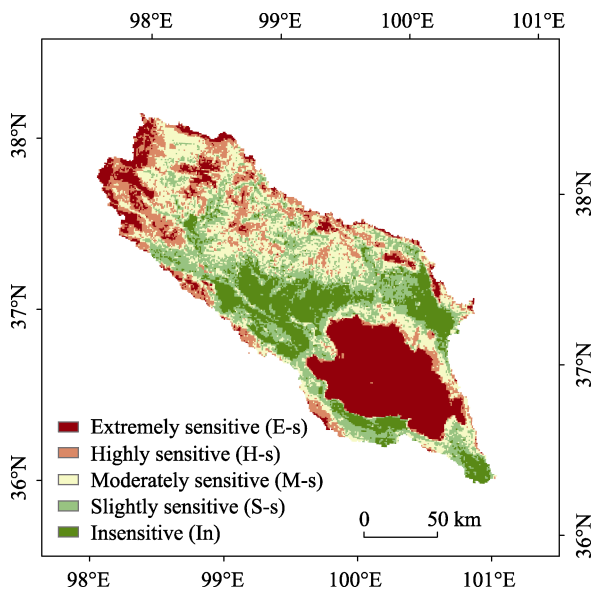 98°E 99°E 100°E 101°E
38°N
38°N
37°N
37°N
Extremely sensitive (E-s)
Highly sensitive (H-s)
Moderately sensitive (M-s)
Slightly sensitive (S-s)
Insensitive (In)
0 50 km
36°N
36°N
98°E 99°E 100°E 101°E